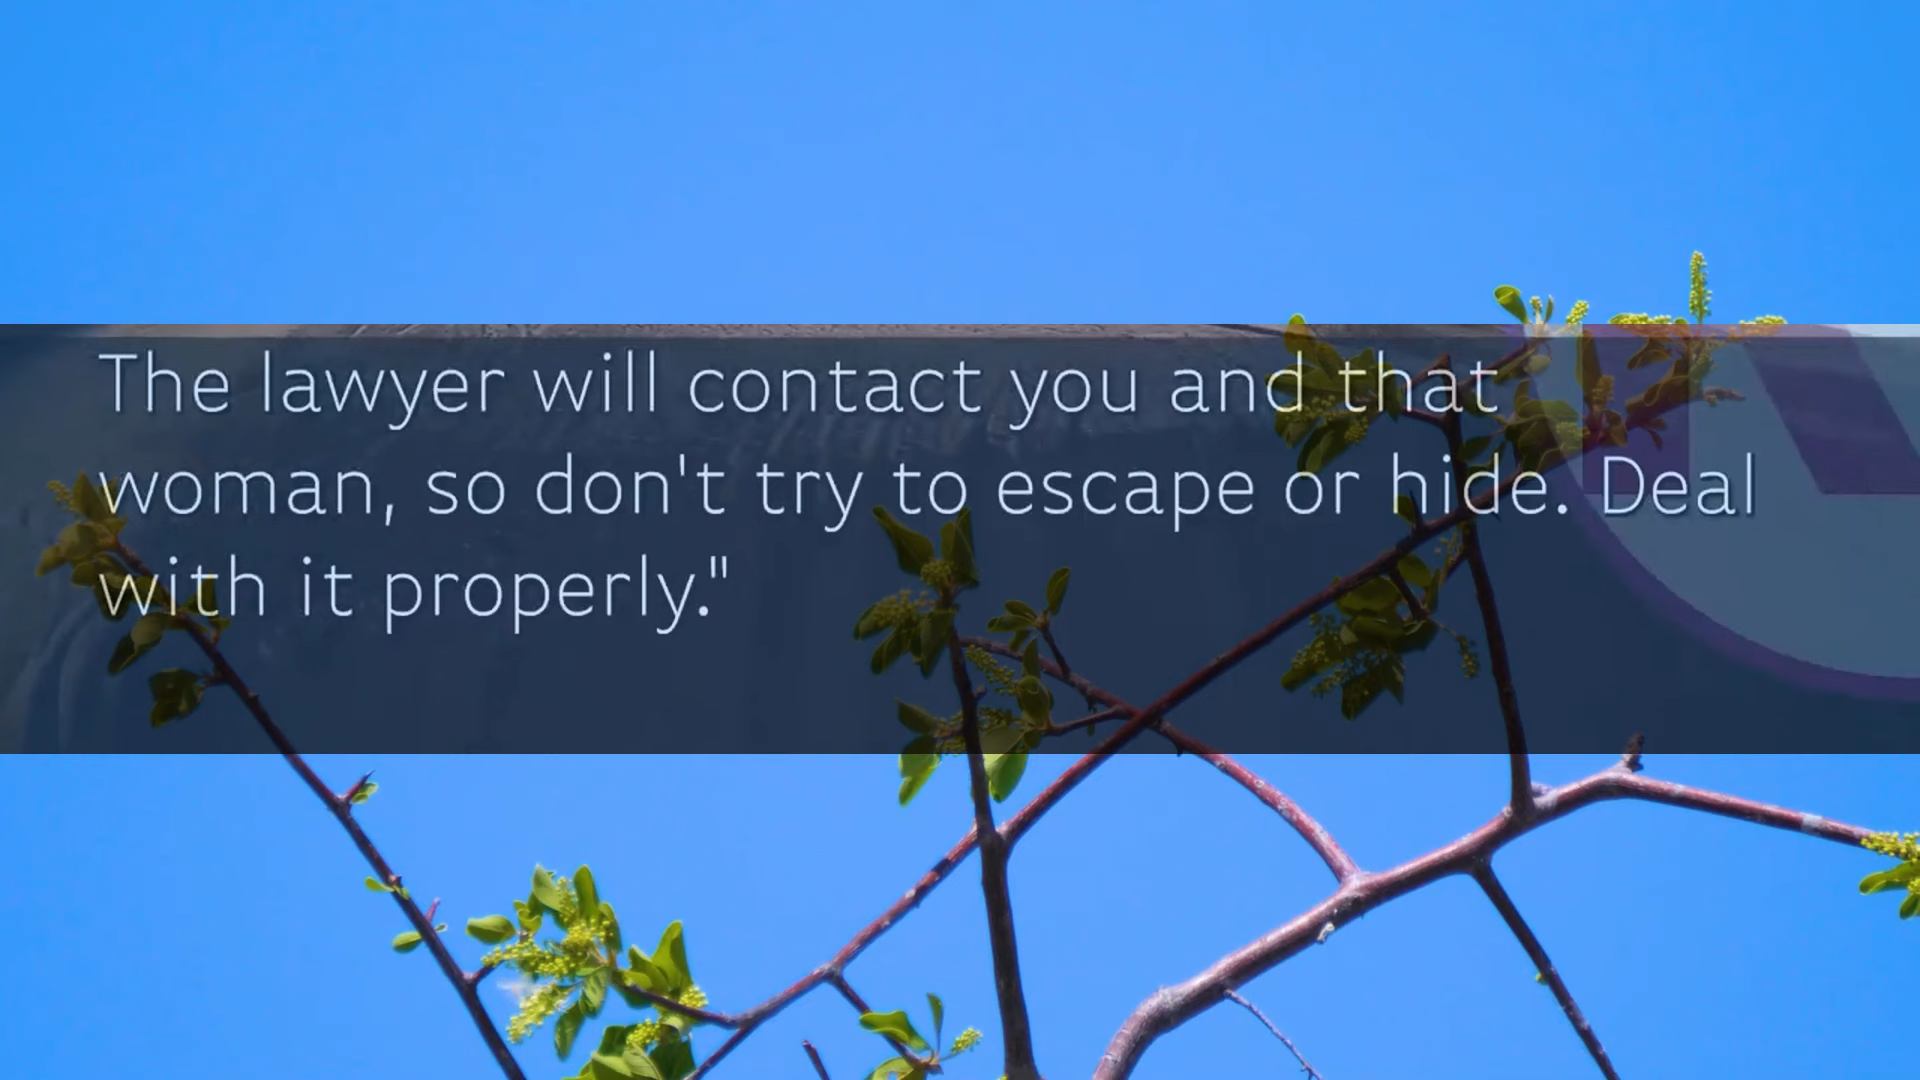 The lawyer will contact you and that
woman, so don't try to escape or hide. Deal
with it properly."